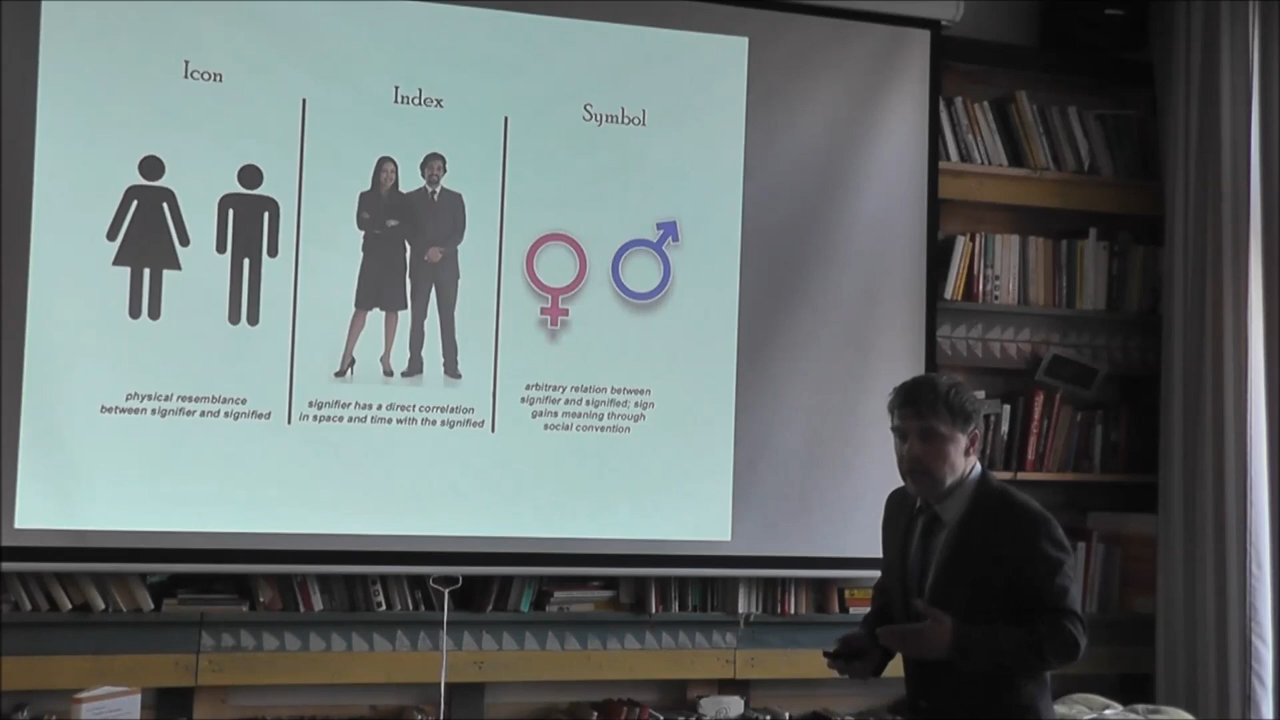 Icon
Index
Symbol
physical resemblance
between signifier and signified
signifier has a direct correlation
in space and time with the signified
arbitrary relation between
signifier and signified; sign
gains meaning through
social convention